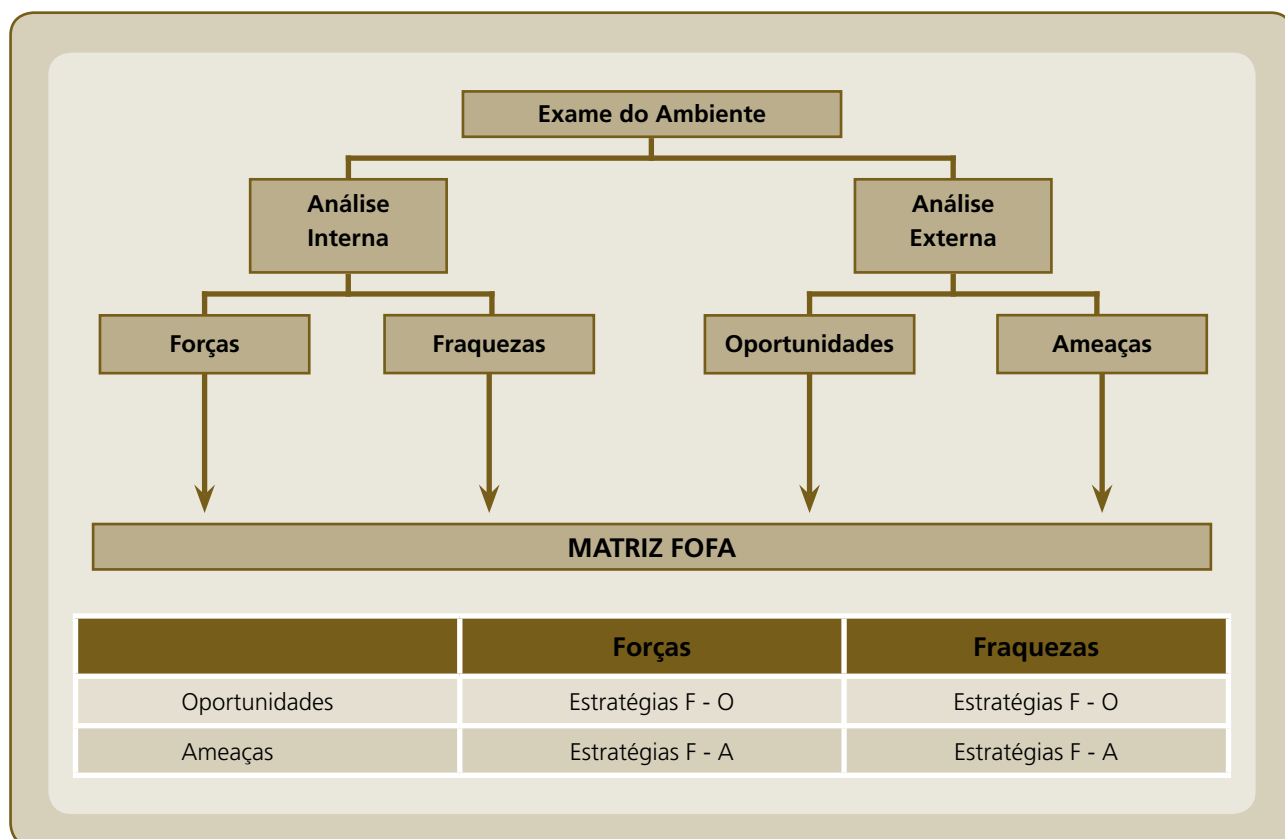 Exame do Ambiente
Análise
Interna
Análise
Externa
Forças
Fraquezas
Oportunidades
Ameaças
MATRIZ FOFA
Forças Fraquezas
Oportunidades Estratégias F - O Estratégias F - O
Ameaças Estratégias F - A Estratégias F - A